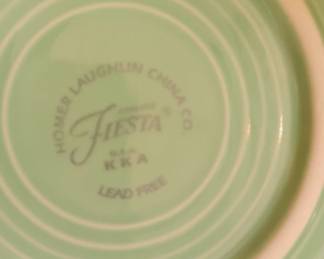 HOMER LAUGHLIN CHINA CO.
FIESTA
U.S.A.
KKA
LEAD FREE